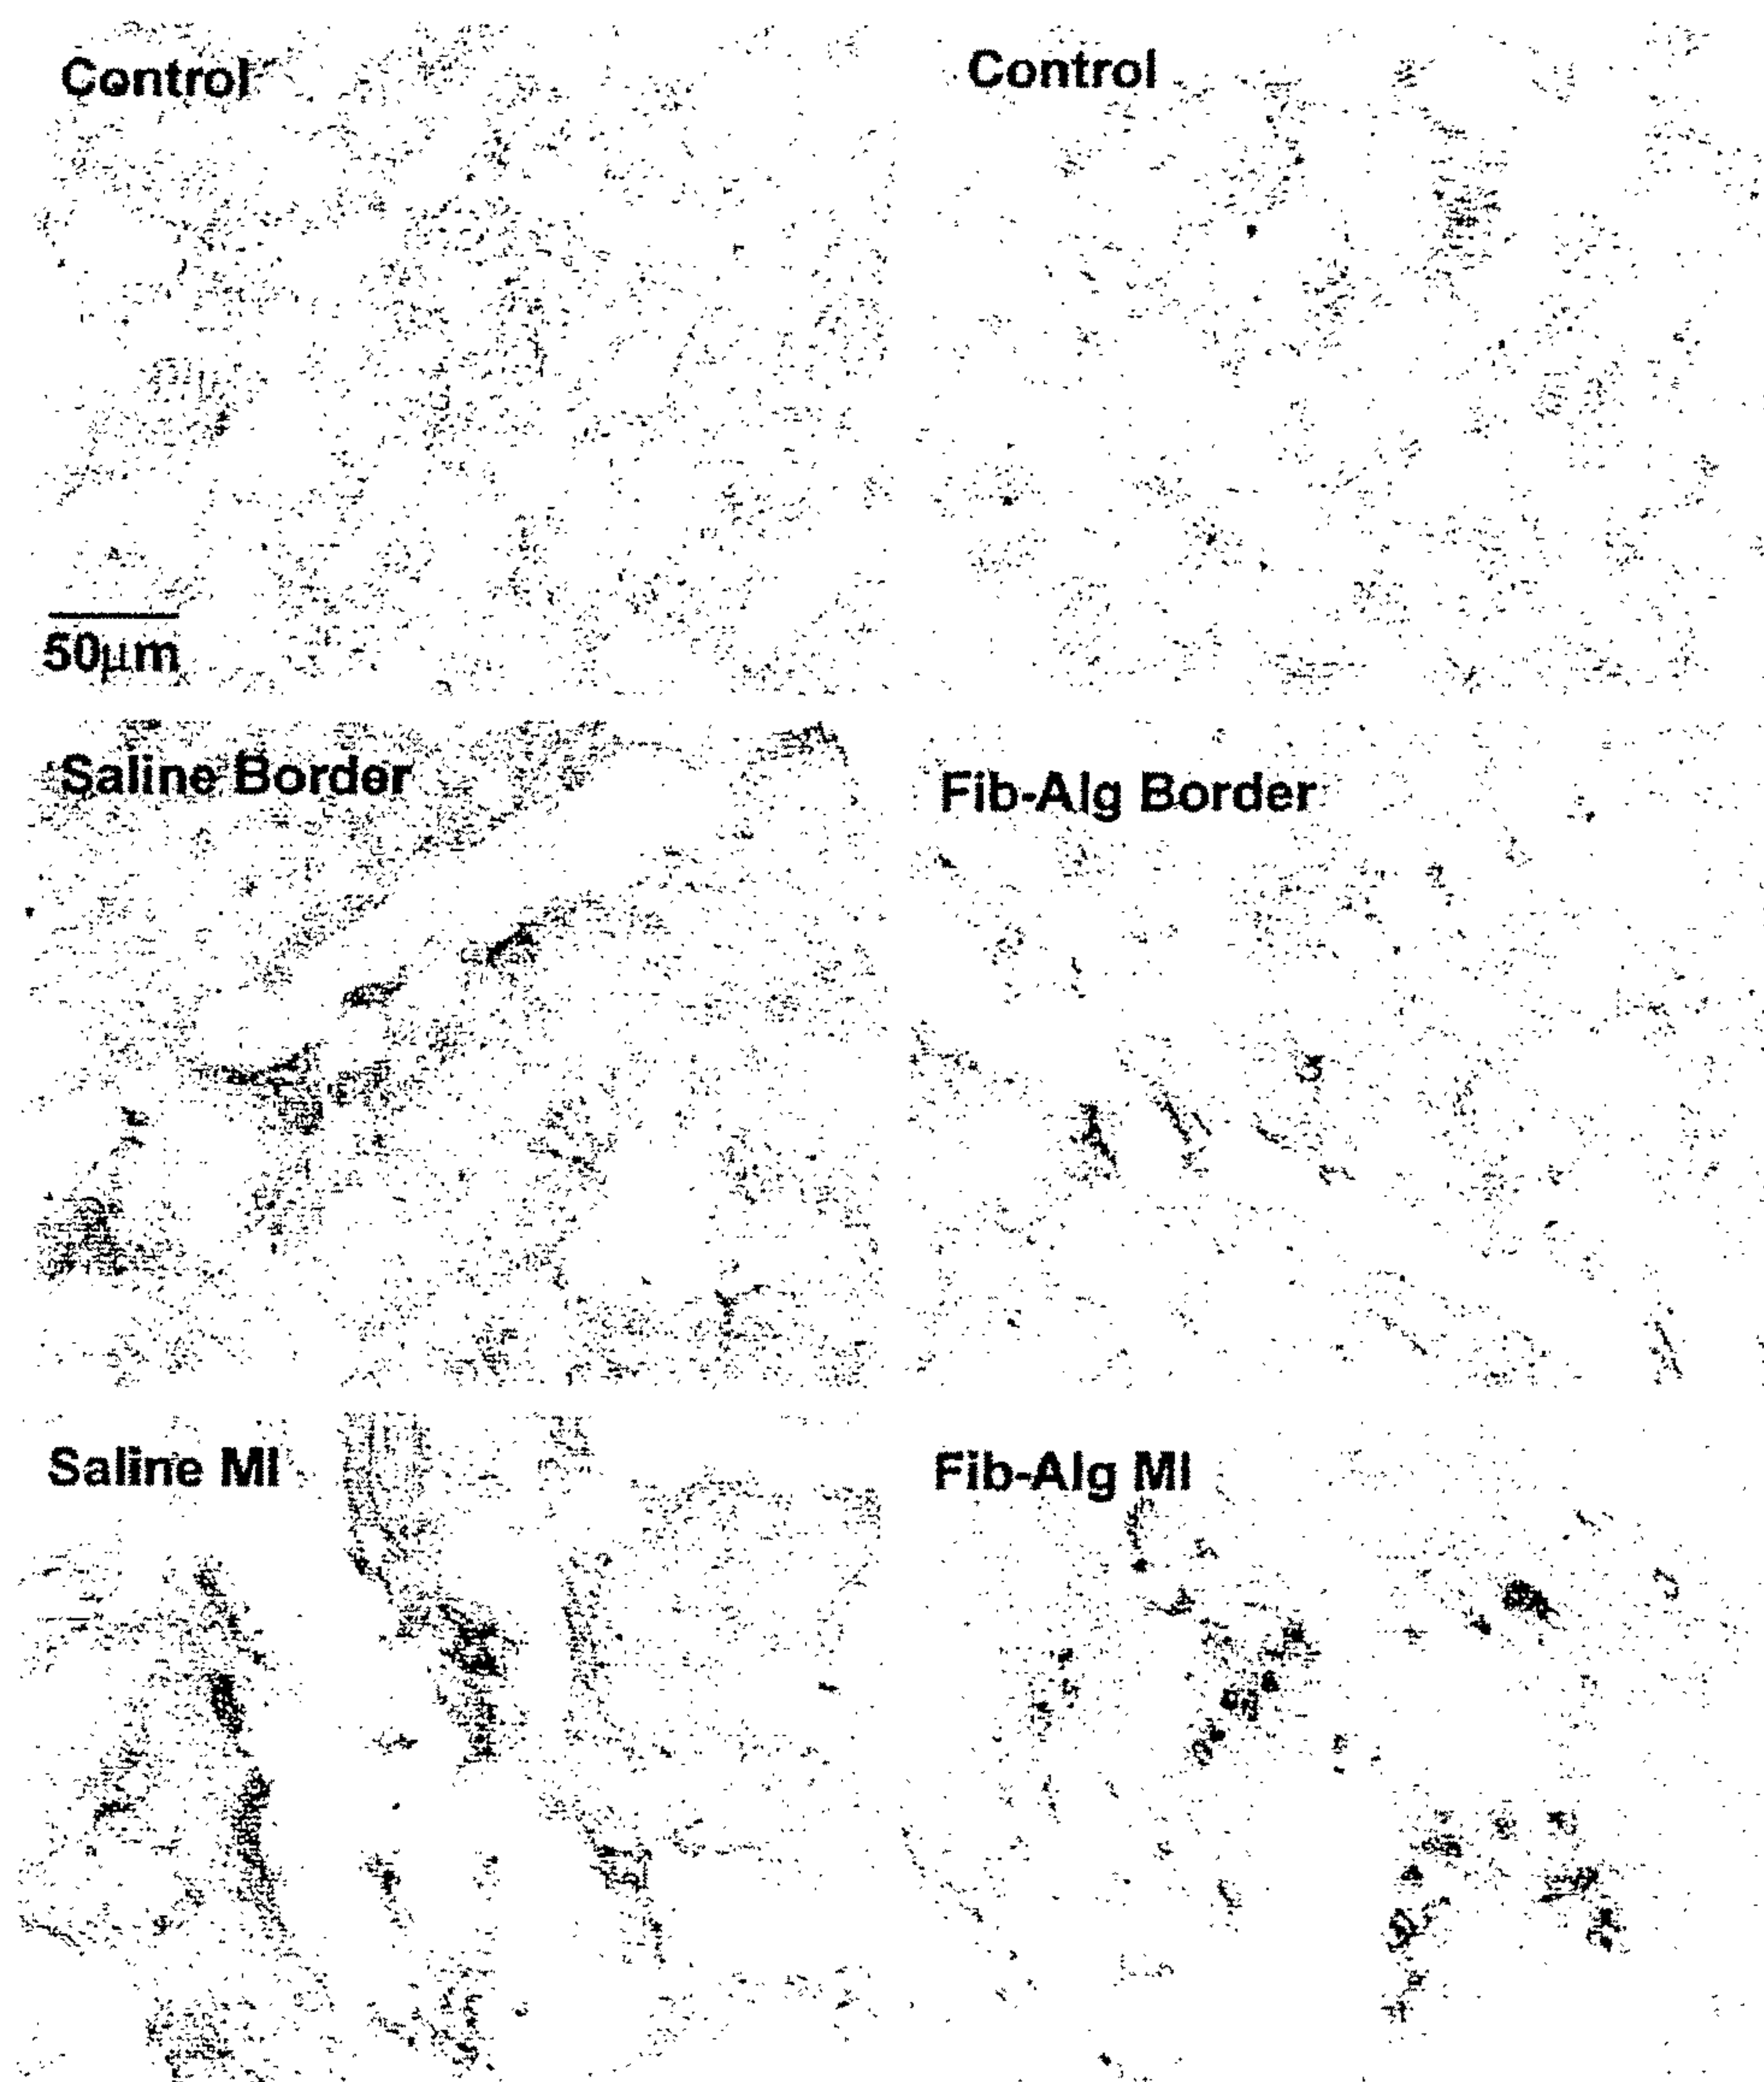 Control
Control
50µm
Saline Border
Fib-Alg Border
Saline MI
Fib-Alg MI